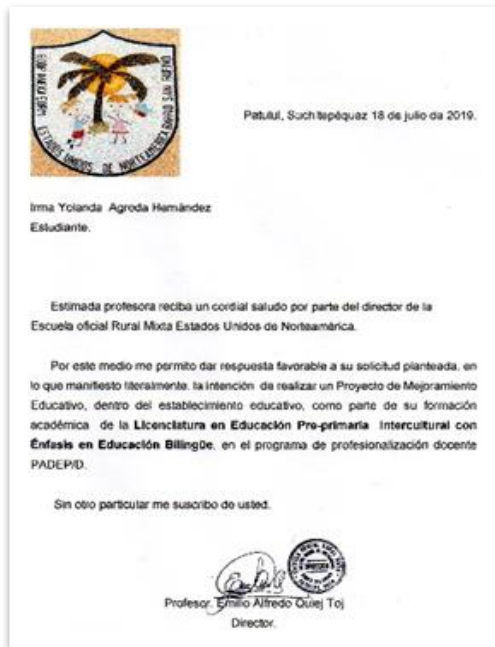 ESTADOS UNIDOS DE NORTEAMERICA
Patulul, Suchitepéquez 18 de julio de 2019.
Irma Yolanda Agreda Hernández
Estudiante.
Estimada profesora reciba un cordial saludo por parte del director de la
Escuela oficial Rural Mixta Estados Unidos de Norteamérica.
Por este medio me permito dar respuesta favorable a su solicitud planteada, en
lo que manifiesto literalmente, la intención de realizar un Proyecto de Mejoramiento
Educativo, dentro del establecimiento educativo, como parte de su formación
académica de la Licenciatura en Educación Pre-primaria Intercultural con
Énfasis en Educación Bilingüe, en el programa de profesionalización docente
PADEP/D.
Sin otro particular me suscribo de usted.
Profesor. Emilio Alfredo Quiej Toj
Director.